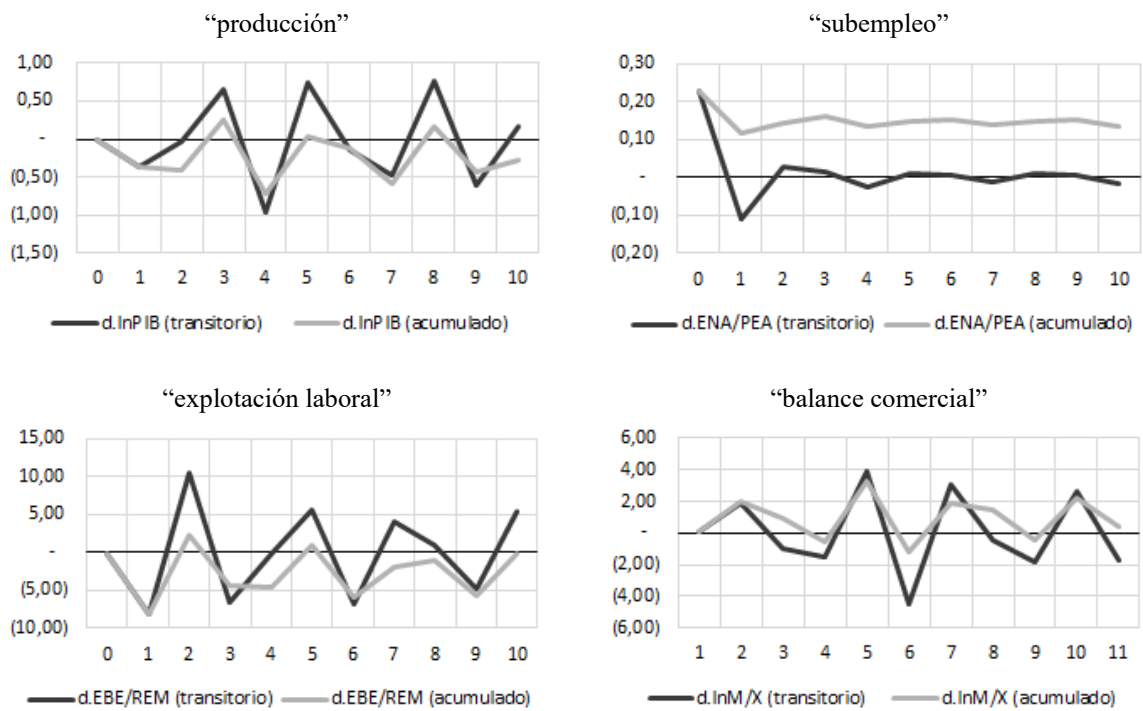 “producción”
1,00
0,50
-
(0,50)
(1,00)
(1,50)
0 1 2 3 4 5 6 7 8 9 10
d.lnPIB (transitorio) d.lnPIB (acumulado)
“subempleo”
0,30
0,20
0,10
-
(0,10)
(0,20)
0 1 2 3 4 5 6 7 8 9 10
d.ENA/PEA (transitorio) d.ENA/PEA (acumulado)
“explotación laboral”
15,00
10,00
5,00
-
(5,00)
(10,00)
0 1 2 3 4 5 6 7 8 9 10
d.EBE/REM (transitorio) d.EBE/REM (acumulado)
“balance comercial”
6,00
4,00
2,00
-
(2,00)
(4,00)
(6,00)
1 2 3 4 5 6 7 8 9 10 11
d.lnM/X (transitorio) d.lnM/X (acumulado)